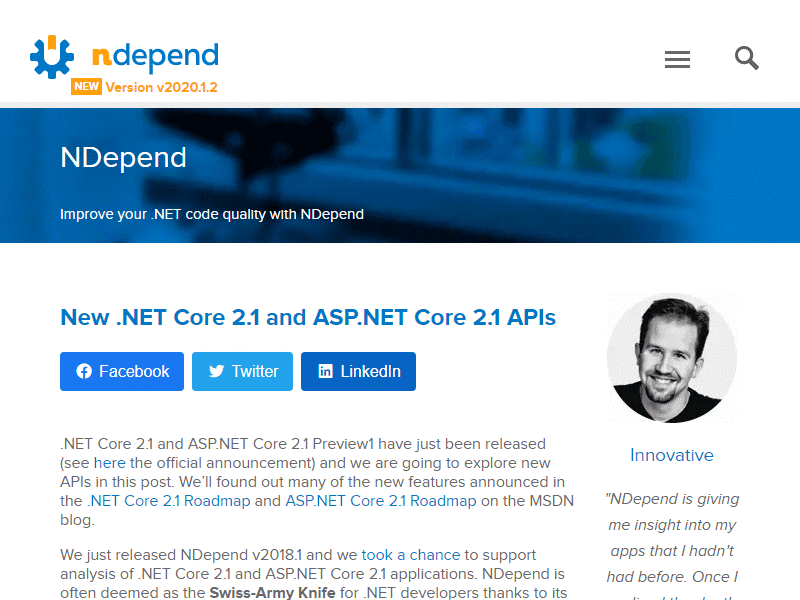 ndepend
NEW Version v2020.1.2
NDepend
Improve your .NET code quality with NDepend
New .NET Core 2.1 and ASP.NET Core 2.1 APIs
Facebook Twitter LinkedIn
.NET Core 2.1 and ASP.NET Core 2.1 Preview1 have just been released
(see here the official announcement) and we are going to explore new
APIs in this post. We'll found out many of the new features announced in
the .NET Core 2.1 Roadmap and ASP.NET Core 2.1 Roadmap on the MSDN
blog.
We just released NDepend v2018.1 and we took a chance to support
analysis of .NET Core 2.1 and ASP.NET Core 2.1 applications. NDepend is
often deemed as the Swiss-Army Knife for .NET developers thanks to its
Innovative
"NDepend is giving
me insight into my
apps that I hadn't
had before. Once I